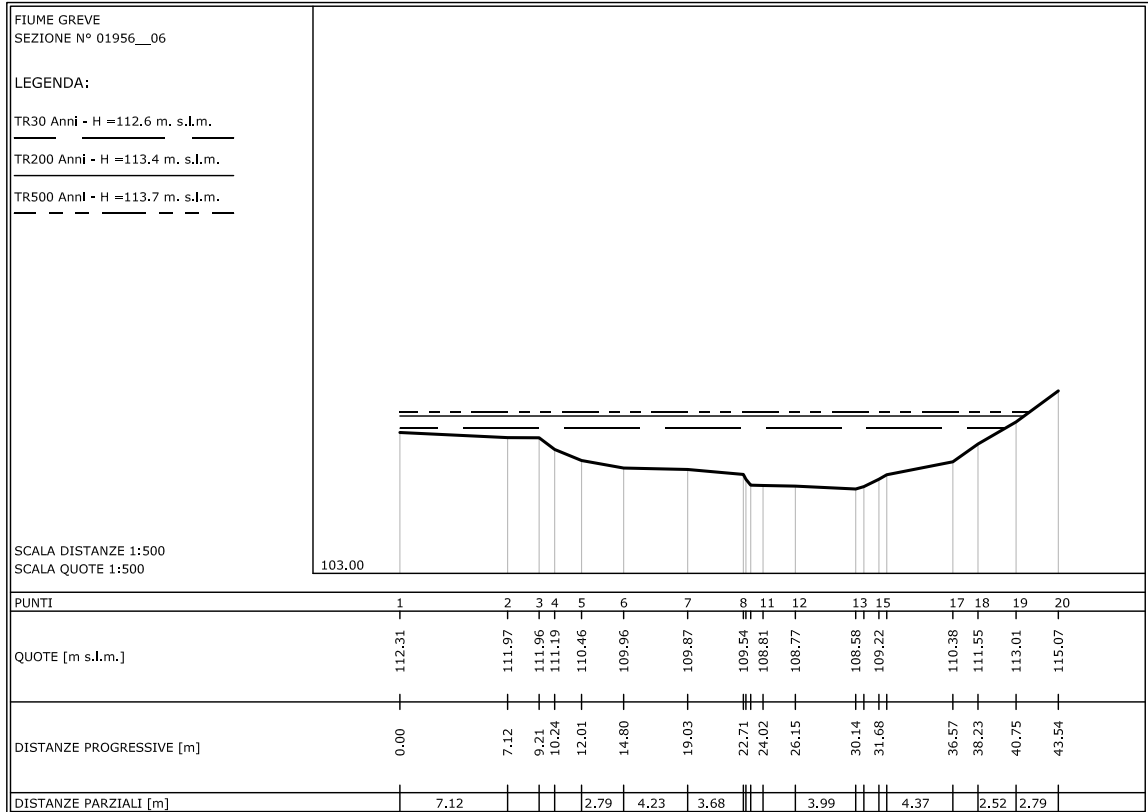 FIUME GREVE
SEZIONE N° 01956__06
LEGENDA:
TR30 Anni - H =112.6 m. s.l.m.
TR200 Anni - H =113.4 m. s.l.m.
TR500 Anni - H =113.7 m. s.l.m.
SCALA DISTANZE 1:500
SCALA QUOTE 1:500
103.00
PUNTI 1 2 3 4 5 6 7 8 11 12 13 15 17 18 19 20
QUOTE [m s.l.m.] 112.31 111.97 111.96 111.19 110.46 109.96 109.87 109.54 108.81 108.77 108.58 109.22 110.38 111.55 113.01 115.07
DISTANZE PROGRESSIVE [m] 0.00 7.12 9.21 10.24 12.01 14.80 19.03 22.71 24.02 26.15 30.14 31.68 36.57 38.23 40.75 43.54
DISTANZE PARZIALI [m] 7.12 2.79 4.23 3.68 3.99 4.37 2.52 2.79